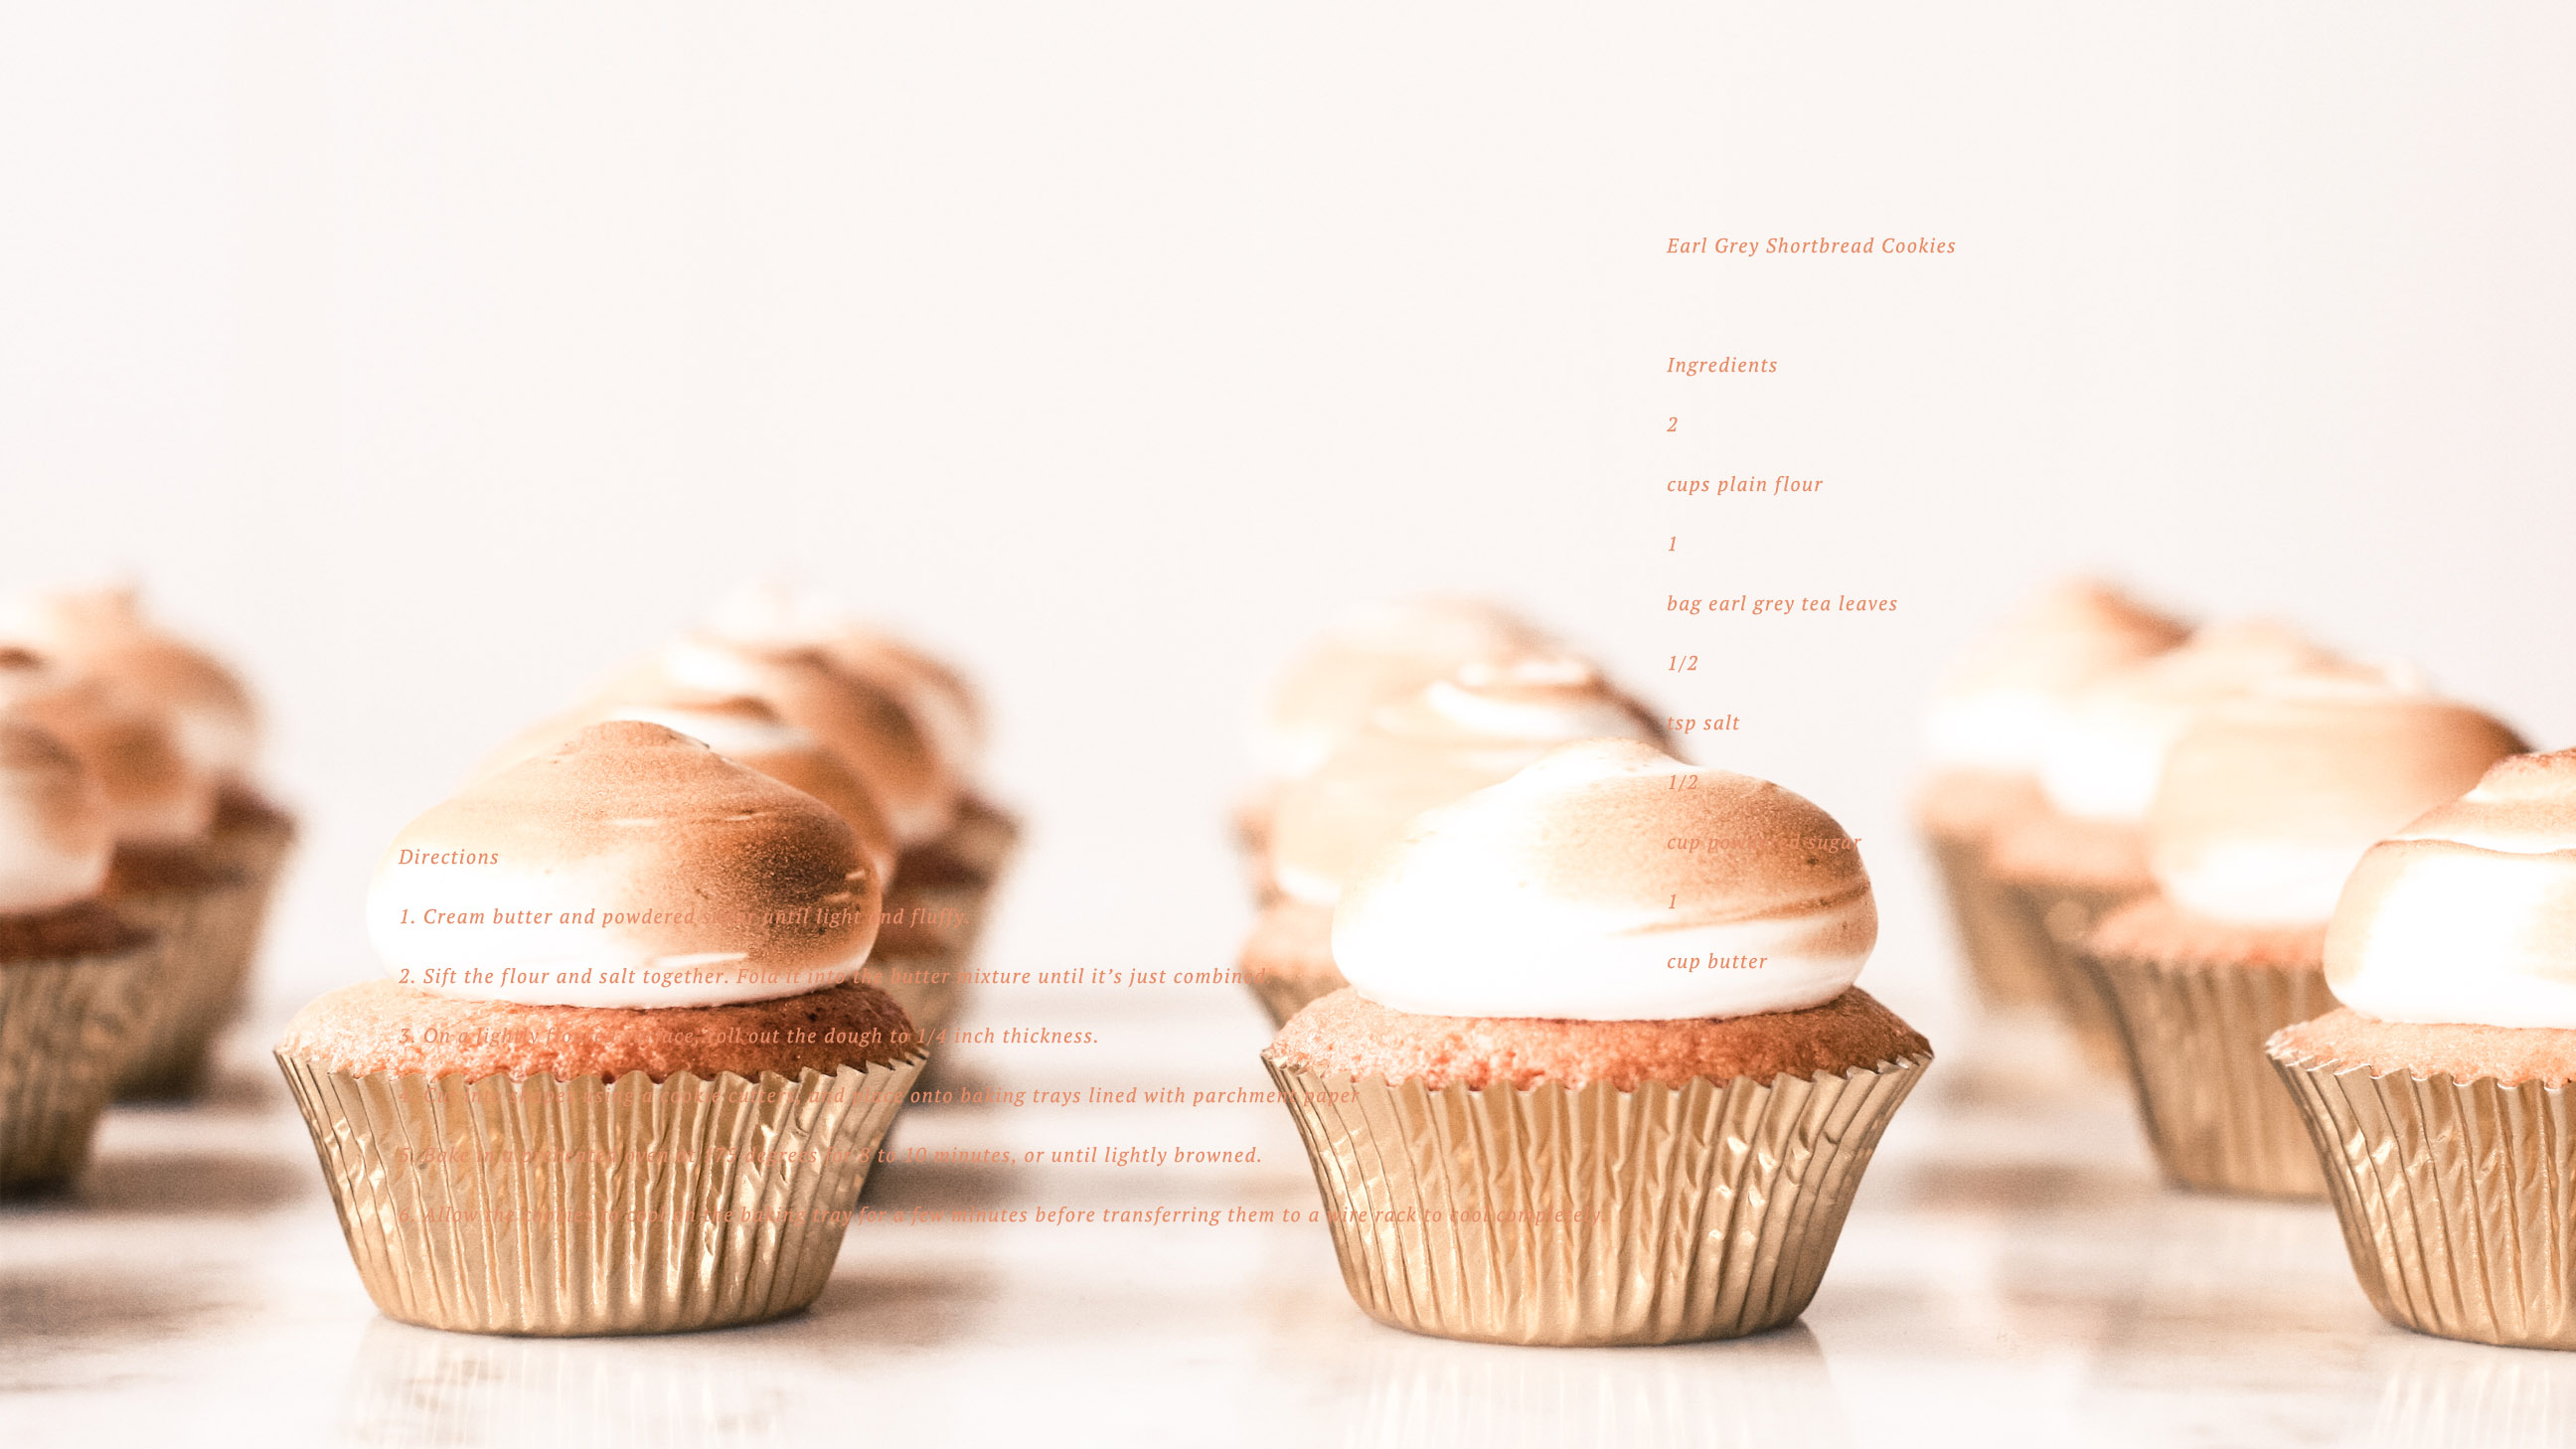 Earl Grey Shortbread Cookies
Ingredients
2
cups plain flour
1
bag earl grey tea leaves
1/2
tsp salt
1/2
cup powdered sugar
1
cup butter
Directions
1. Cream butter and powdered sugar until light and fluffy.
2. Sift the flour and salt together. Fold it into the butter mixture until it’s just combined.
3. On a lightly floured surface, roll out the dough to 1/4 inch thickness.
4. Cut into shapes using a cookie cutters, and place onto baking trays lined with parchment paper
5. Bake in a preheated oven at 375 degrees for 8 to 10 minutes, or until lightly browned.
6. Allow the cookies to cool on the baking tray for a few minutes before transferring them to a wire rack to cool completely.